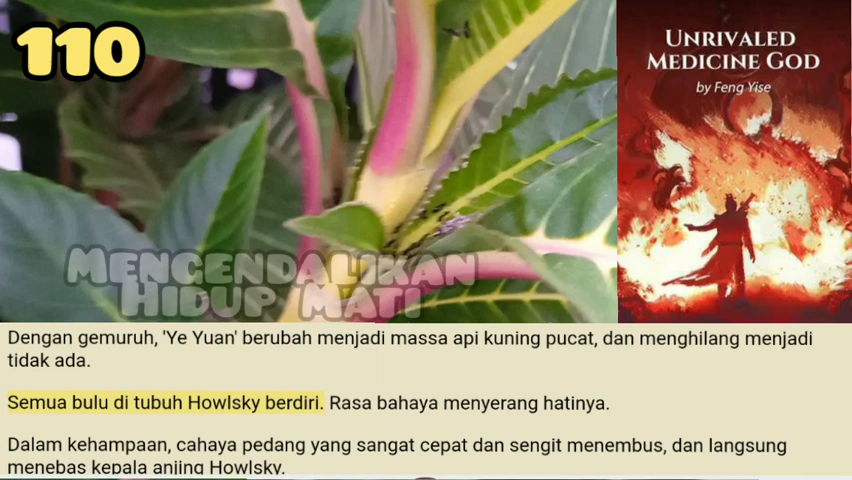 110
UNRIVALED
MEDICINE GOD
by Feng Yise
MENGENDALIKAN
HIDUP MATI
Dengan gemuruh, 'Ye Yuan' berubah menjadi massa api kuning pucat, dan menghilang menjadi
tidak ada.
Semua bulu di tubuh Howlsky berdiri. Rasa bahaya menyerang hatinya.
Dalam kehampaan, cahaya pedang yang sangat cepat dan sengit menembus, dan langsung
menebas kepala anjing Howlsky.